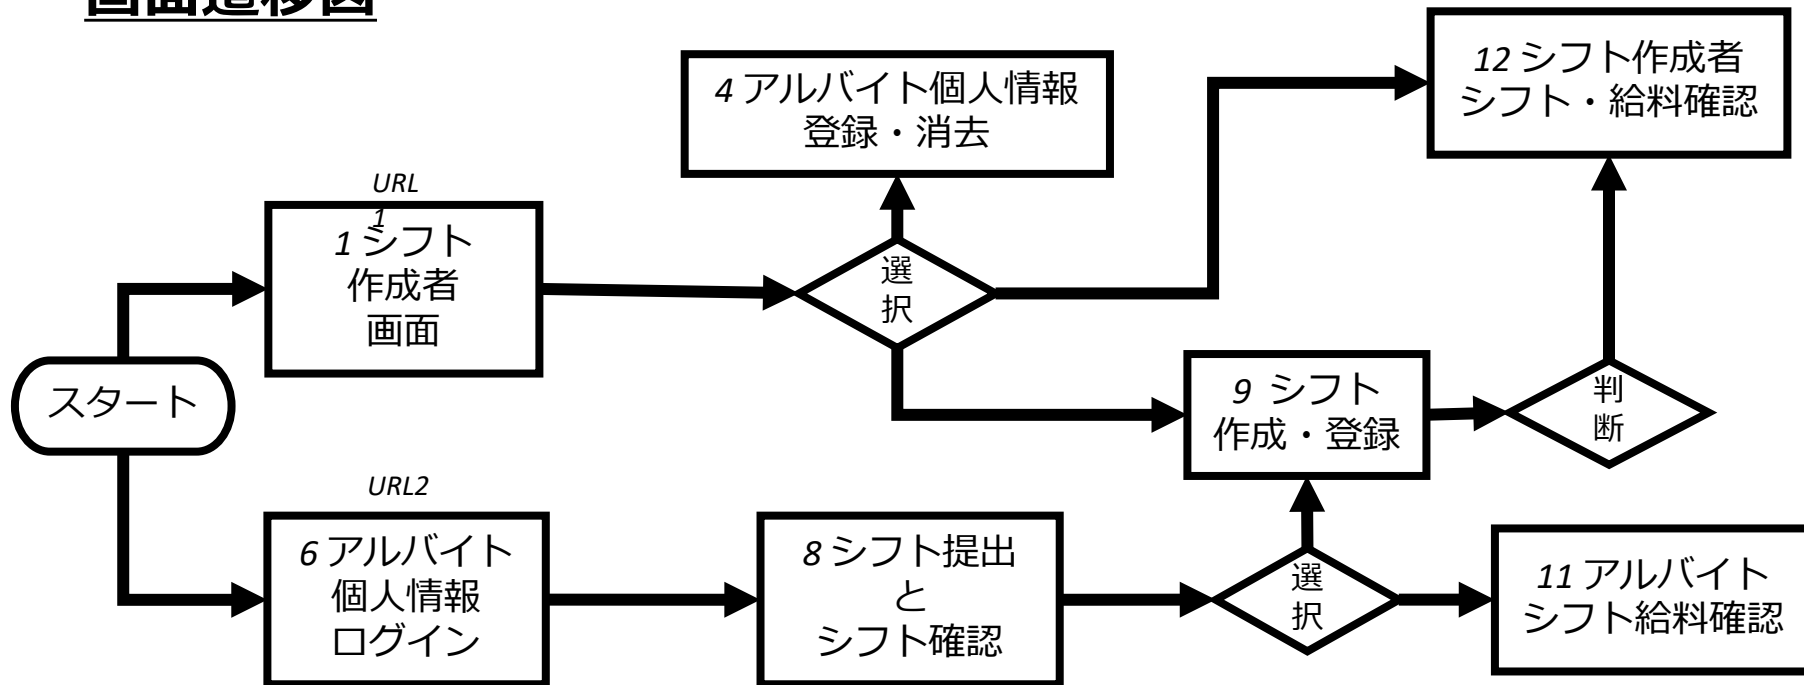 画面遷移図
4 アルバイト個人情報
登録・消去
12 シフト作成者
シフト・給料確認
URL
1
1 シフト
作成者
画面
選
択
スタート
9 シフト
作成・登録
判
断
URL2
6 アルバイト
個人情報
ログイン
8 シフト提出
と
シフト確認
選
択
11 アルバイト
シフト給料確認